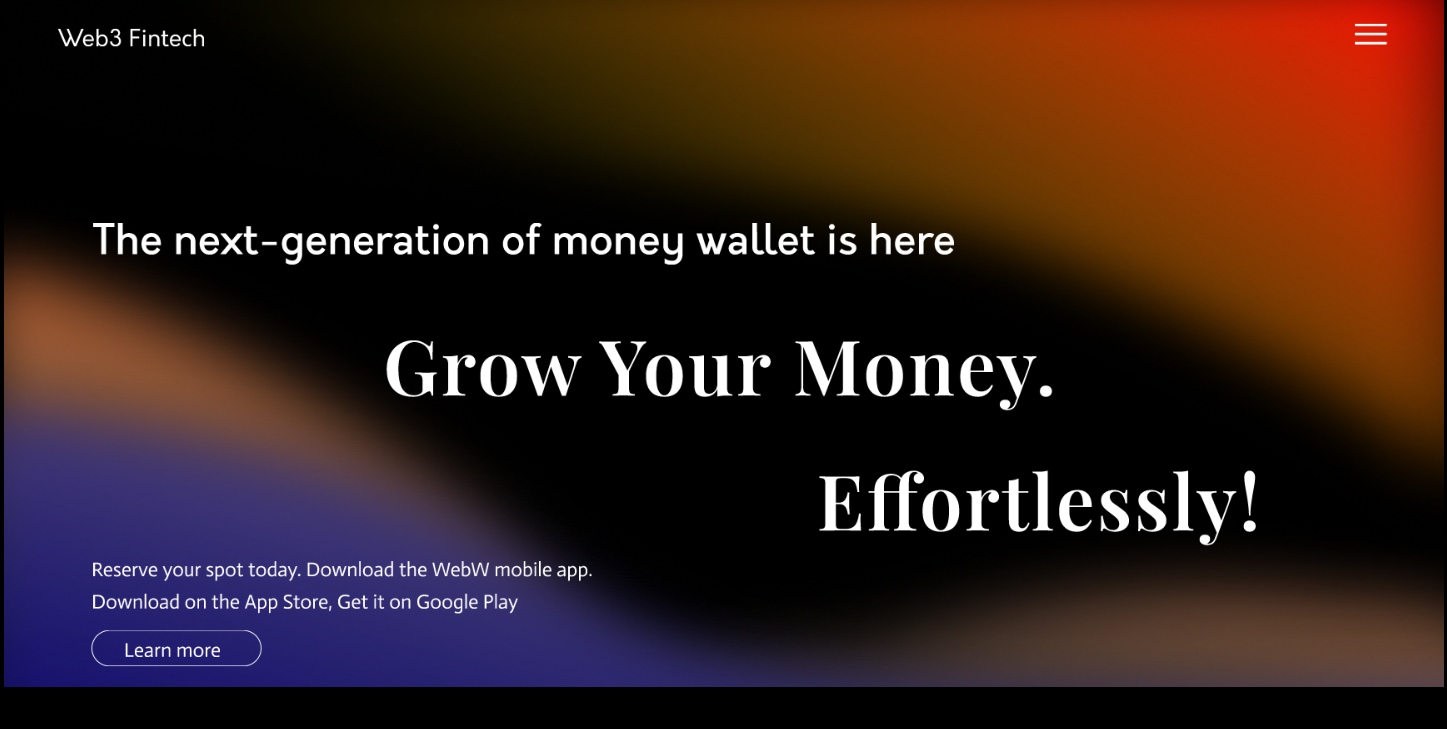 Web3 Fintech
The next-generation of money wallet is here
Grow Your Money.
Effortlessly!
Reserve your spot today. Download the WebW mobile app.
Download on the App Store, Get it on Google Play
Learn more